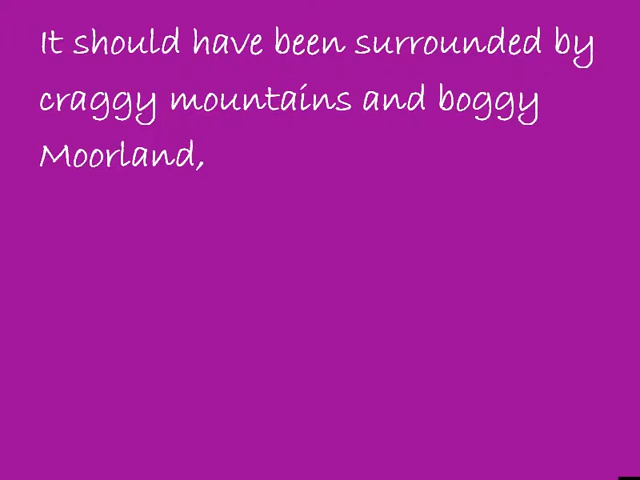 It should have been surrounded by
craggy mountains and boggy
Moorland,